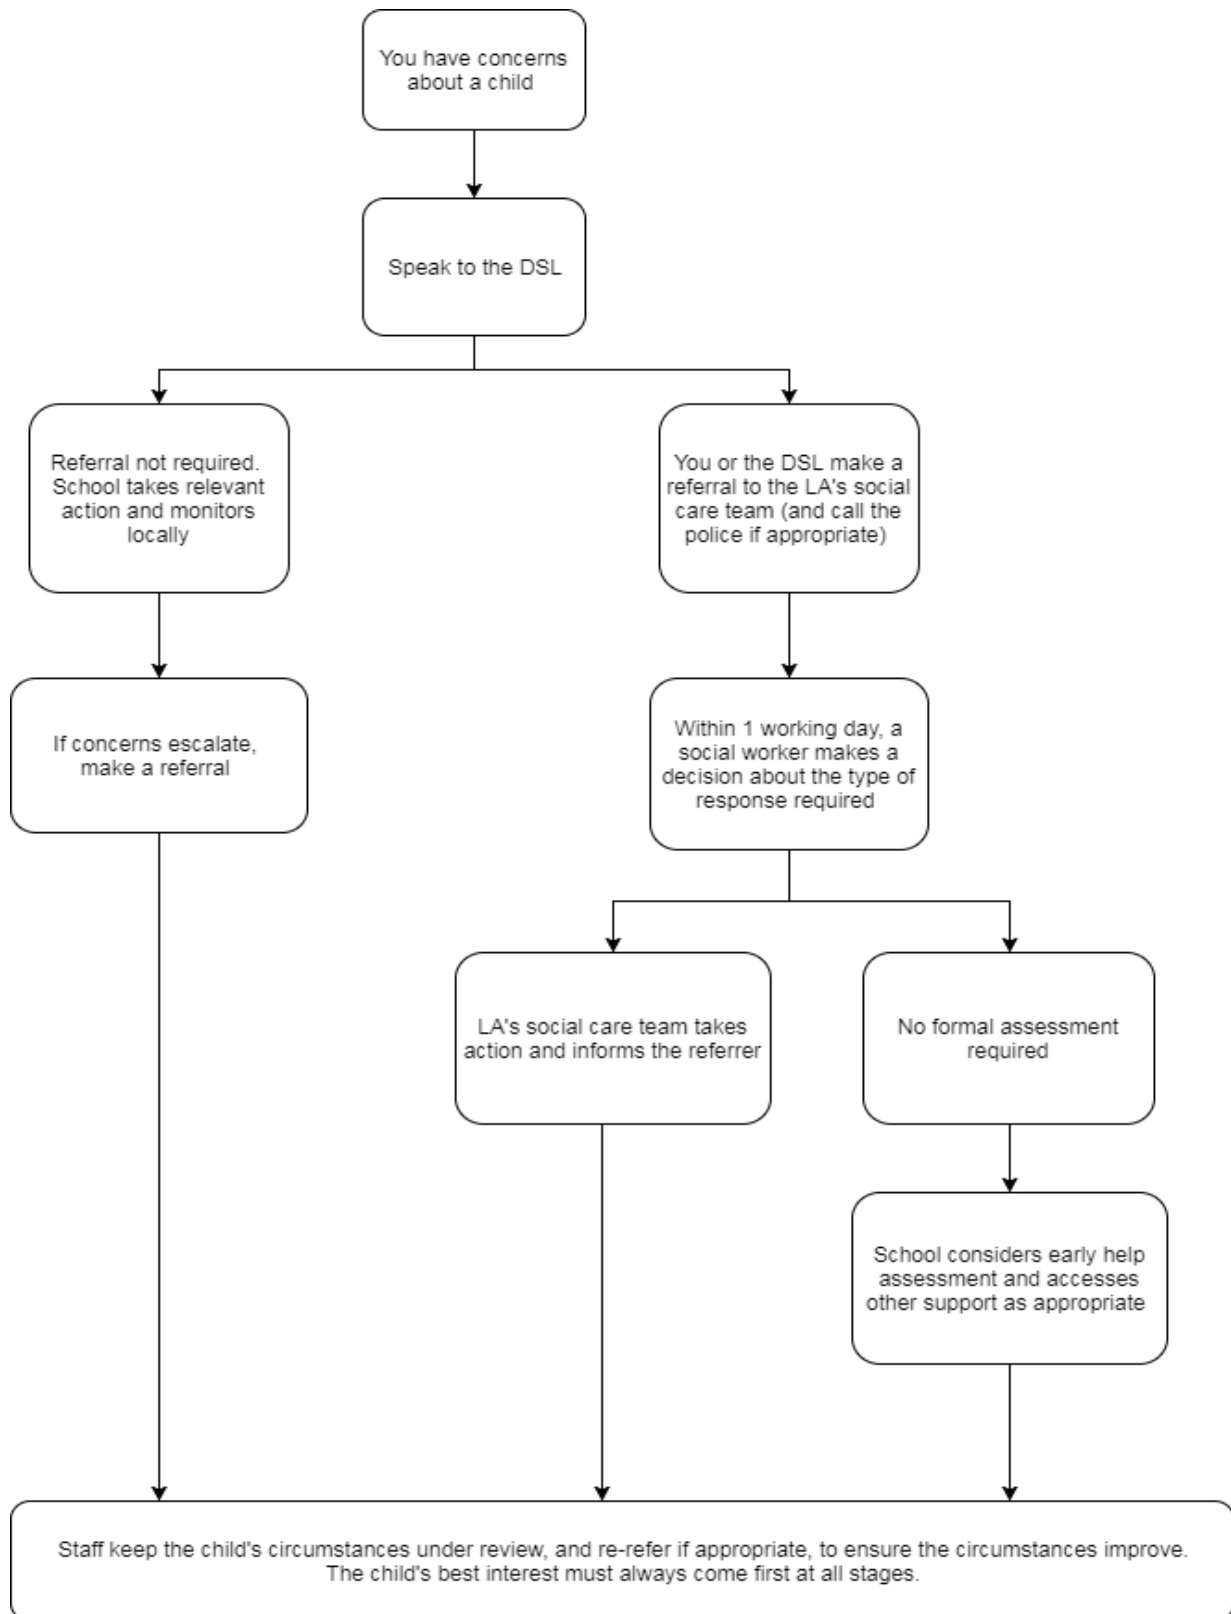 You have concerns
about a child
Speak to the DSL
Referral not required.
School takes relevant
action and monitors
locally
You or the DSL make a
referral to the LA's social
care team (and call the
police if appropriate)
If concerns escalate,
make a referral
Within 1 working day, a
social worker makes a
decision about the type of
response required
LA's social care team takes
action and informs the referrer
No formal assessment
required
School considers early help
assessment and accesses
other support as appropriate
Staff keep the child's circumstances under review, and re-refer if appropriate, to ensure the circumstances improve.
The child's best interest must always come first at all stages.